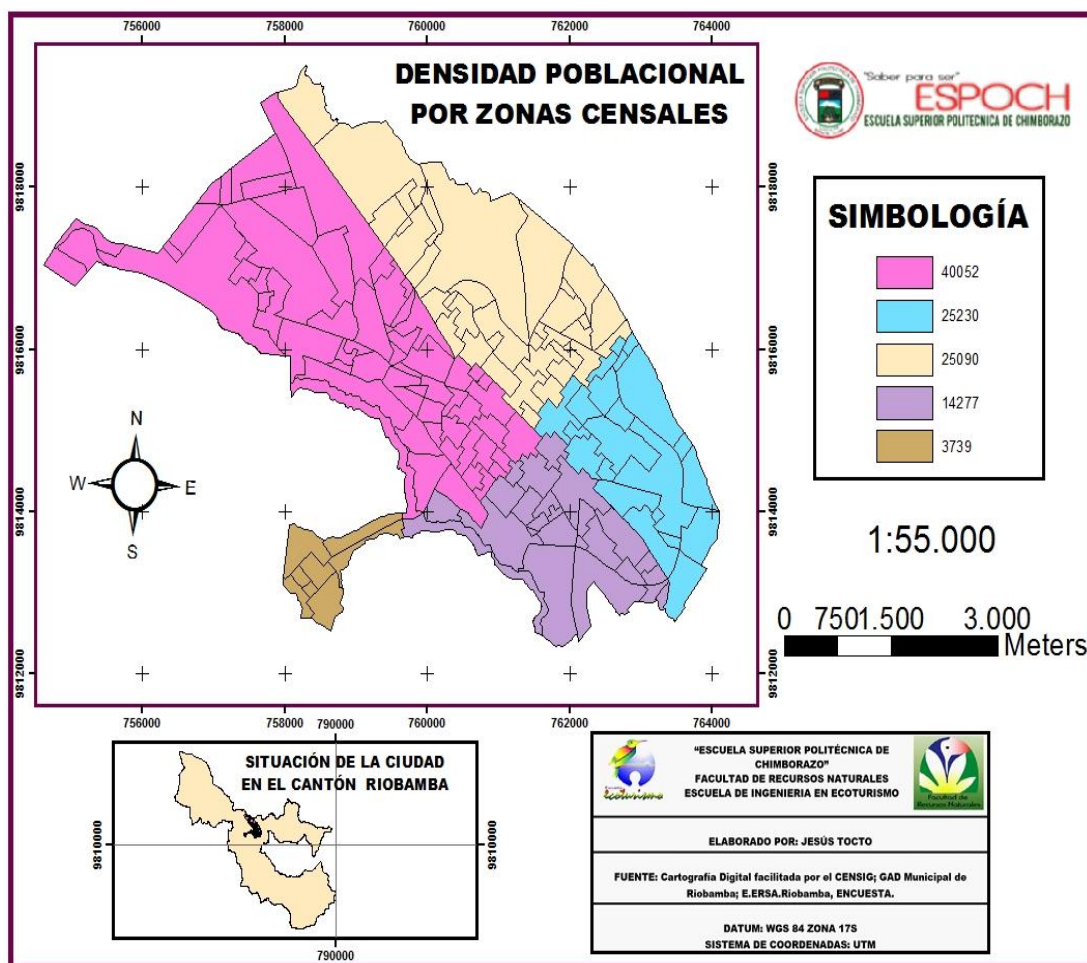 756000 758000 760000 762000 764000
DENSIDAD POBLACIONAL
POR ZONAS CENSALES
9818000
9816000
9814000
9812000
9818000
9816000
9814000
9812000
N
W E
S
756000 758000 760000 762000 764000
"Saber para ser"
ESPOCH
ESCUELA SUPERIOR POLITECNICA DE CHIMBORAZO
SIMBOLOGÍA
40052
25230
25090
14277
3739
1:55.000
0 7501.500 3.000
Meters
790000
SITUACIÓN DE LA CIUDAD
EN EL CANTÓN RIOBAMBA
9810000
9810000
790000
ecoturismo
"ESCUELA SUPERIOR POLITÉCNICA DE
CHIMBORAZO"
FACULTAD DE RECURSOS NATURALES
ESCUELA DE INGENIERIA EN ECOTURISMO
Facultad de
Recursos Naturales
ELABORADO POR: JESÚS TOCTO
FUENTE: Cartografía Digital facilitada por el CENSIG; GAD Municipal de
Riobamba; E.ERSA.Riobamba, ENCUESTA.
DATUM: WGS 84 ZONA 17S
SISTEMA DE COORDENADAS: UTM